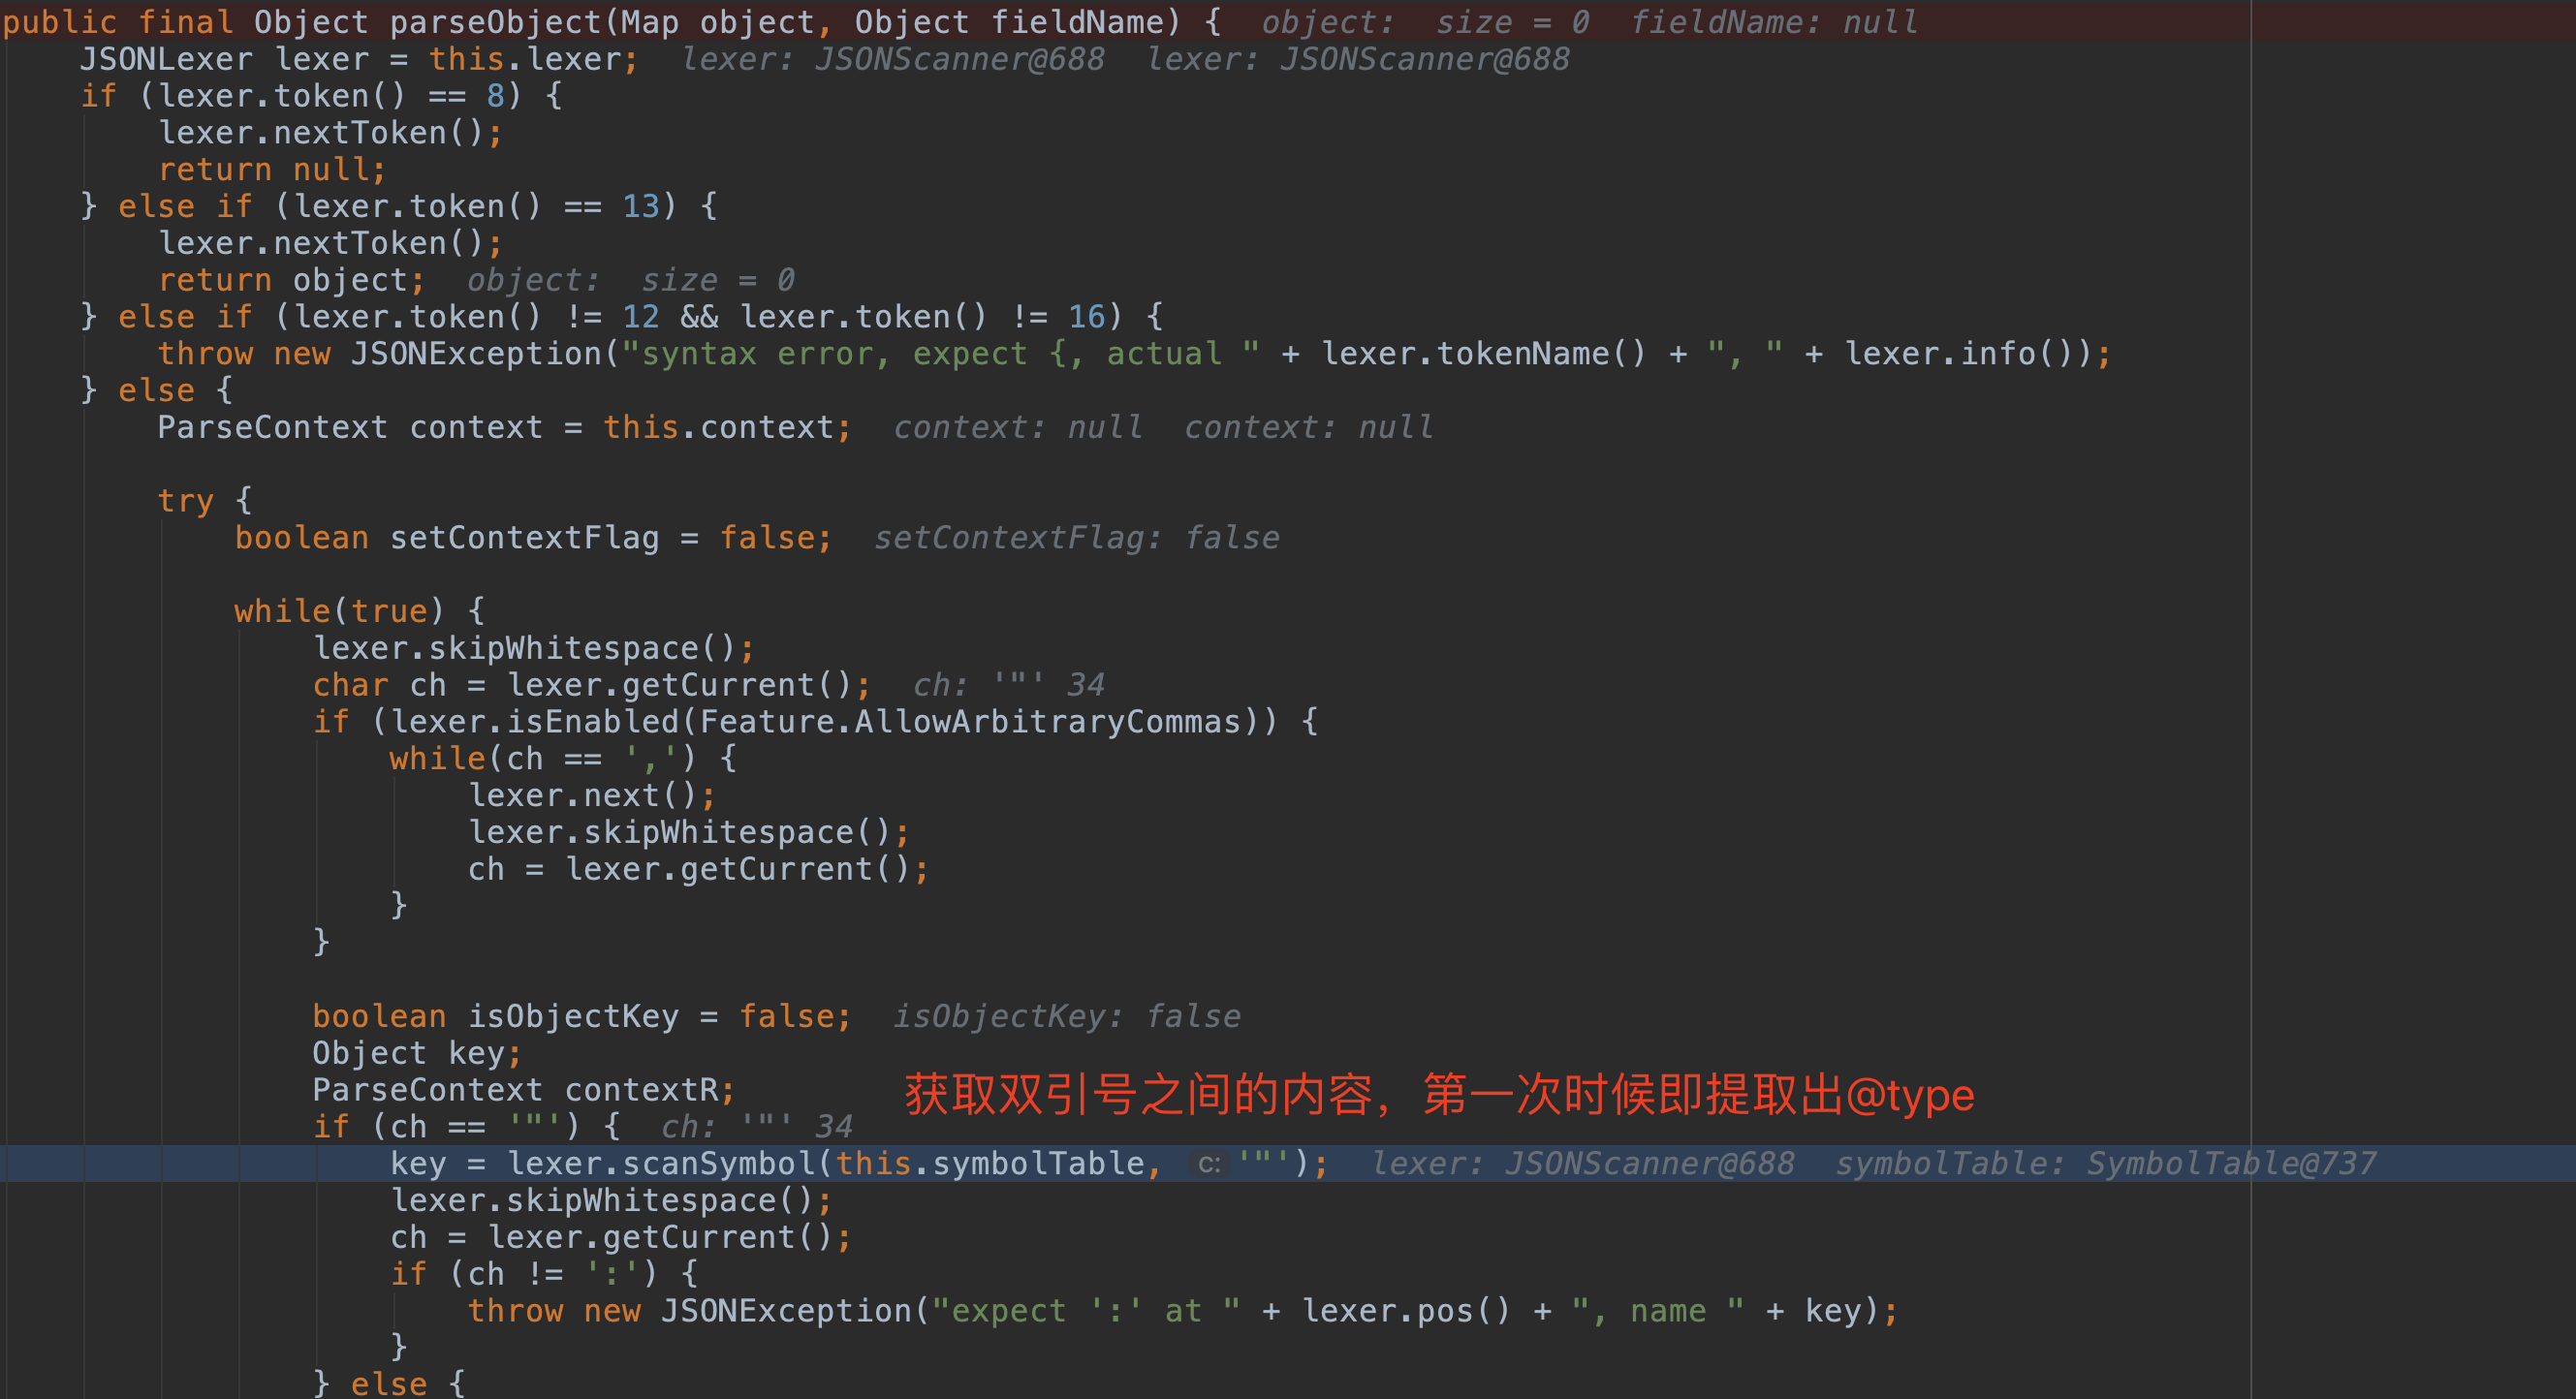 public final Object parseObject(Map object, Object fieldName) {  object:  size = 0  fieldName: null
JSONLexer lexer = this.lexer;  lexer: JSONScanner@688  lexer: JSONScanner@688
if (lexer.token() == 8) {
lexer.nextToken();
return null;
} else if (lexer.token() == 13) {
lexer.nextToken();
return object;  object:  size = 0
} else if (lexer.token() != 12 && lexer.token() != 16) {
throw new JSONException("syntax error, expect {, actual " + lexer.tokenName() + ", " + lexer.info());
} else {
ParseContext context = this.context;  context: null  context: null
try {
boolean setContextFlag = false;  setContextFlag: false
while(true) {
lexer.skipWhitespace();
char ch = lexer.getCurrent();  ch: '"' 34
if (lexer.isEnabled(Feature.AllowArbitraryCommas)) {
while(ch == ',') {
lexer.next();
lexer.skipWhitespace();
ch = lexer.getCurrent();
}
}
boolean isObjectKey = false;  isObjectKey: false
Object key;
ParseContext contextR;
获取双引号之间的内容，第一次时候即提取出@type
if (ch == '"') {  ch: '"' 34
key = lexer.scanSymbol(this.symbolTable, c: '"');  lexer: JSONScanner@688  symbolTable: SymbolTable@737
lexer.skipWhitespace();
ch = lexer.getCurrent();
if (ch != ':') {
throw new JSONException("expect ':' at " + lexer.pos() + ", name " + key);
}
} else {